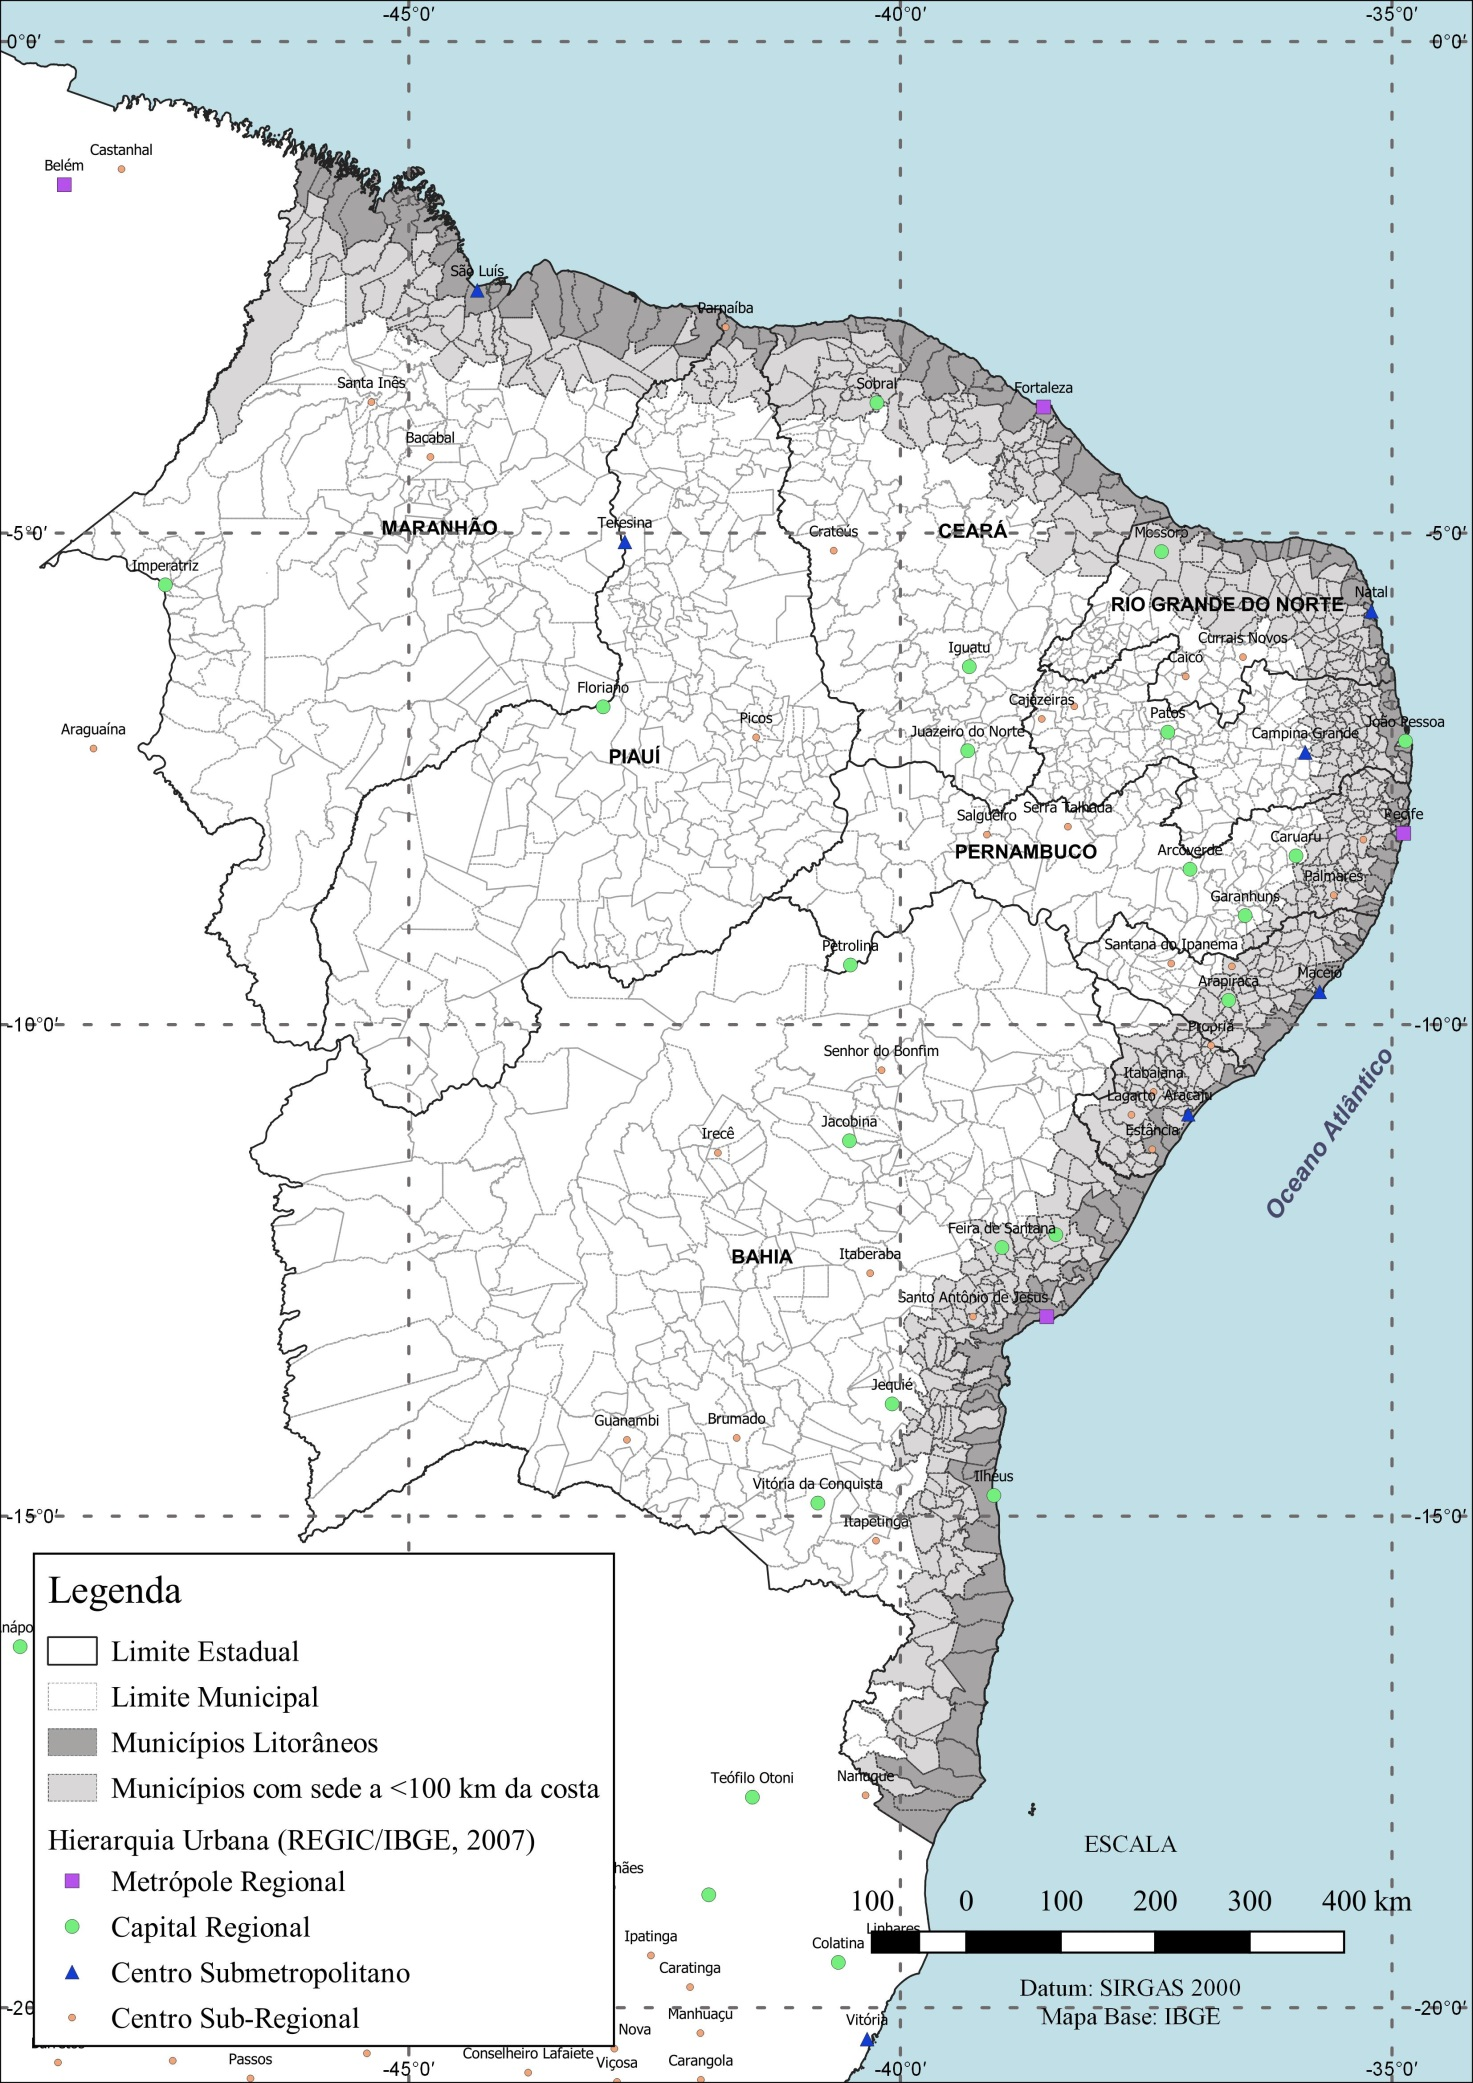 -45°0′
-40°0′
-35°0′
0°0′
0°0′
Castanhal
Belém
São Luís
Parnaíba
Santa Inês
Sobral
Fortaleza
Bacabal
MARANHÃO
Teresina
Crateús
CEARÁ
Mossoró
-5°0′
-5°0′
Imperatriz
Natal
RIO GRANDE DO NORTE
Currais Novos
Iguatu
Caicó
Floriano
Cajazeiras
Araguaína
Picos
Patos
João Pessoa
Juazeiro do Norte
Campina Grande
PIAUÍ
Salgueiro
Serra Talhada
Recife
PERNAMBUCO
Arcoverde
Caruaru
Palmares
Garanhuns
Petrolina
Santana do Ipanema
Arapiraca
Maceió
-10°0′
-10°0′
Propriá
Senhor do Bonfim
Itabaiana
Lagarto
Aracaju
Jacobina
Irecê
Estância
Oceano Atlântico
Feira de Santana
BAHIA
Itaberaba
Santo Antônio de Jesus
Jequié
Guanambi
Brumado
Vitória da Conquista
Ilhéus
-15°0′
-15°0′
Itapetinga
Legenda
Limite Estadual
Limite Municipal
Municípios Litorâneos
Municípios com sede a <100 km da costa
Hierarquia Urbana (REGIC/IBGE, 2007)
Metrópole Regional
Capital Regional
Centro Submetropolitano
Centro Sub-Regional
nápo
Teófilo Otoni
Nanuque
hães
ESCALA
100 0 100 200 300 400 km
Linhares
Ipatinga
Colatina
Caratinga
Datum: SIRGAS 2000
Mapa Base: IBGE
-20
-20°0′
Manhuaçu
Vitória
Nova
Passos
Conselheiro Lafaiete
Viçosa
Carangola
-45°0′
-40°0′
-35°0′